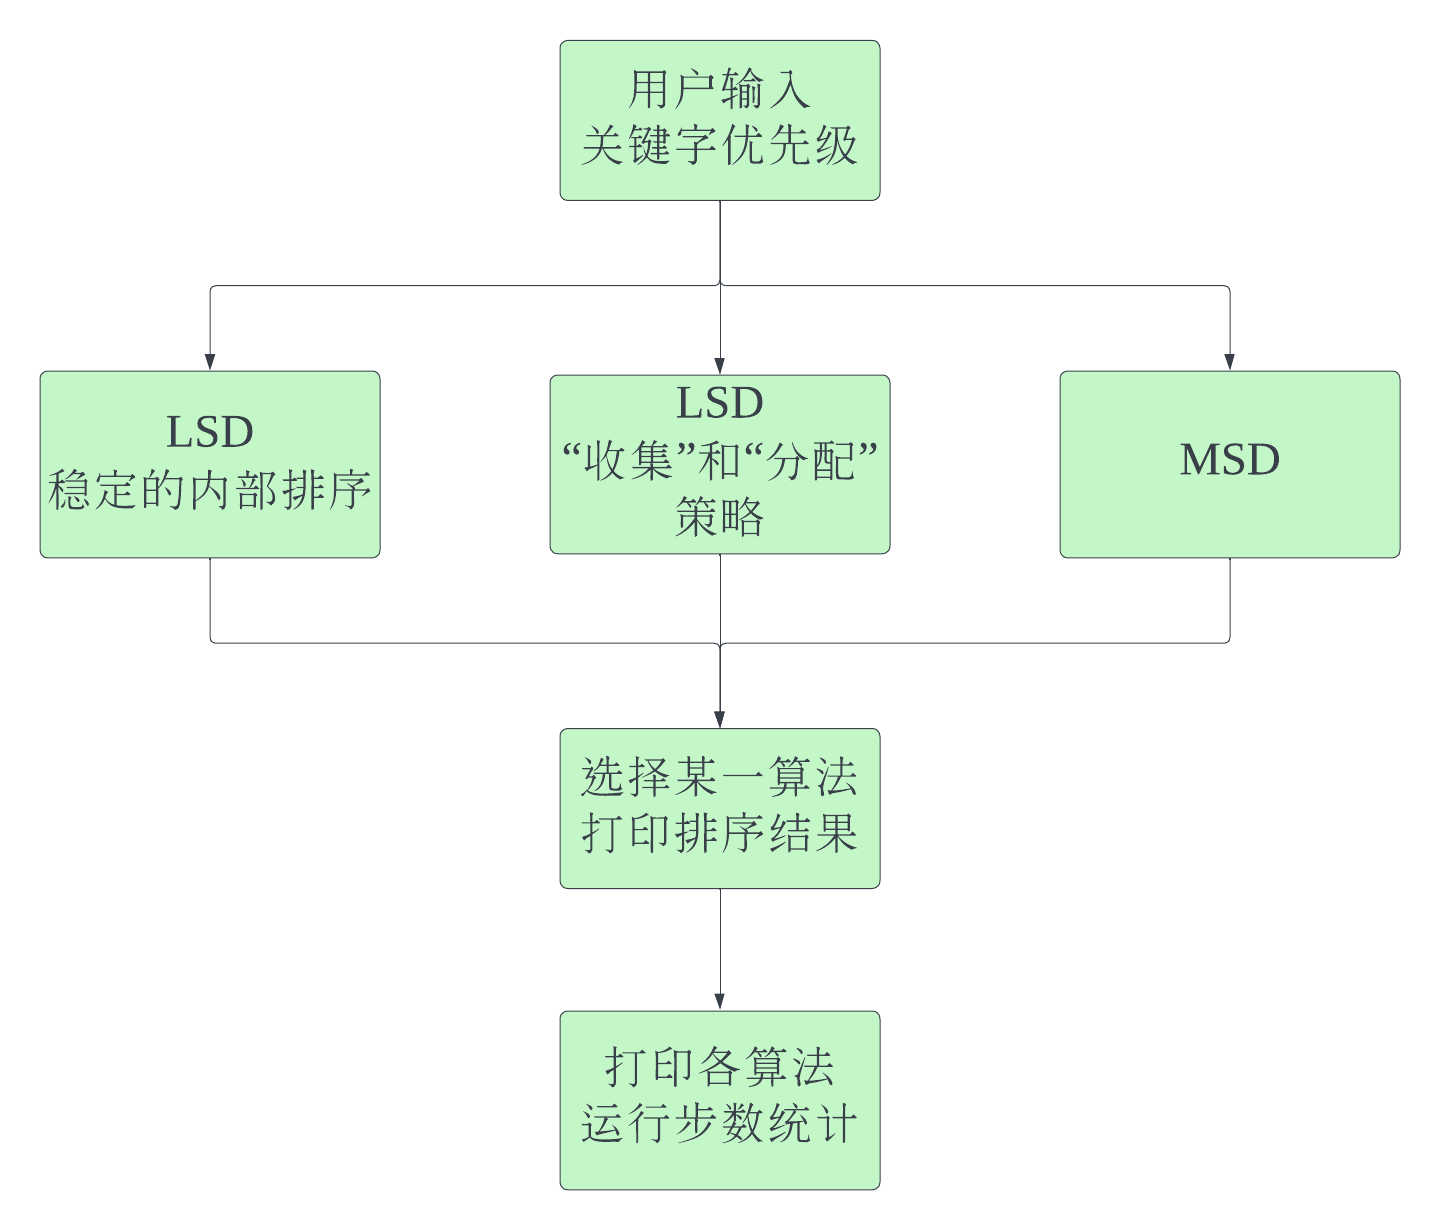 用户输入
关键字优先级
LSD
稳定的内部排序
LSD
“收集”和“分配”
策略
MSD
选择某一算法
打印排序结果
打印各算法
运行步数统计